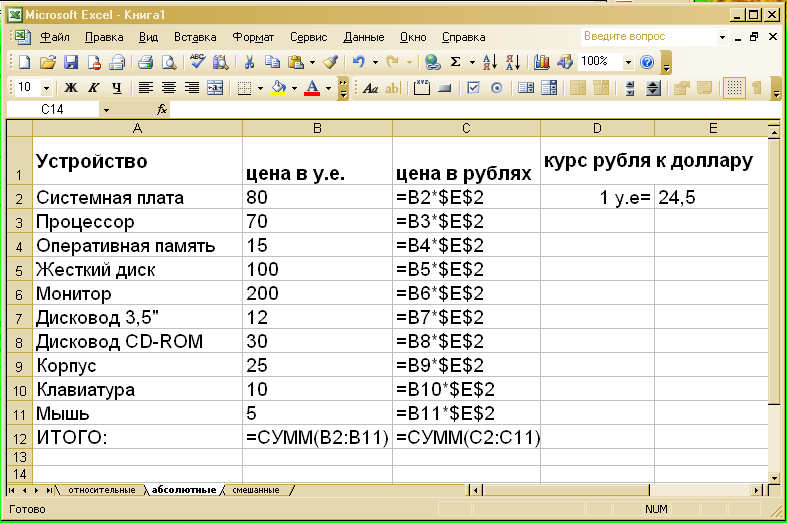 Microsoft Excel - Книга1
Файл Правка Вид Вставка Формат Сервис Данные Окно Справка Введите вопрос
Σ 100%
10 Ж К Ч Aa ab|
C14 fx
A B C D E
1 Устройство цена в у.е. цена в рублях курс рубля к доллару
2 Системная плата 80 =B2*$E$2 1 у.е= 24,5
3 Процессор 70 =B3*$E$2
4 Оперативная память 15 =B4*$E$2
5 Жесткий диск 100 =B5*$E$2
6 Монитор 200 =B6*$E$2
7 Дисковод 3,5" 12 =B7*$E$2
8 Дисковод CD-ROM 30 =B8*$E$2
9 Корпус 25 =B9*$E$2
10 Клавиатура 10 =B10*$E$2
11 Мышь 5 =B11*$E$2
12 ИТОГО: =СУММ(B2:B11) =СУММ(C2:C11)
13
14
относительные абсолютные смешанные
Готово NUM